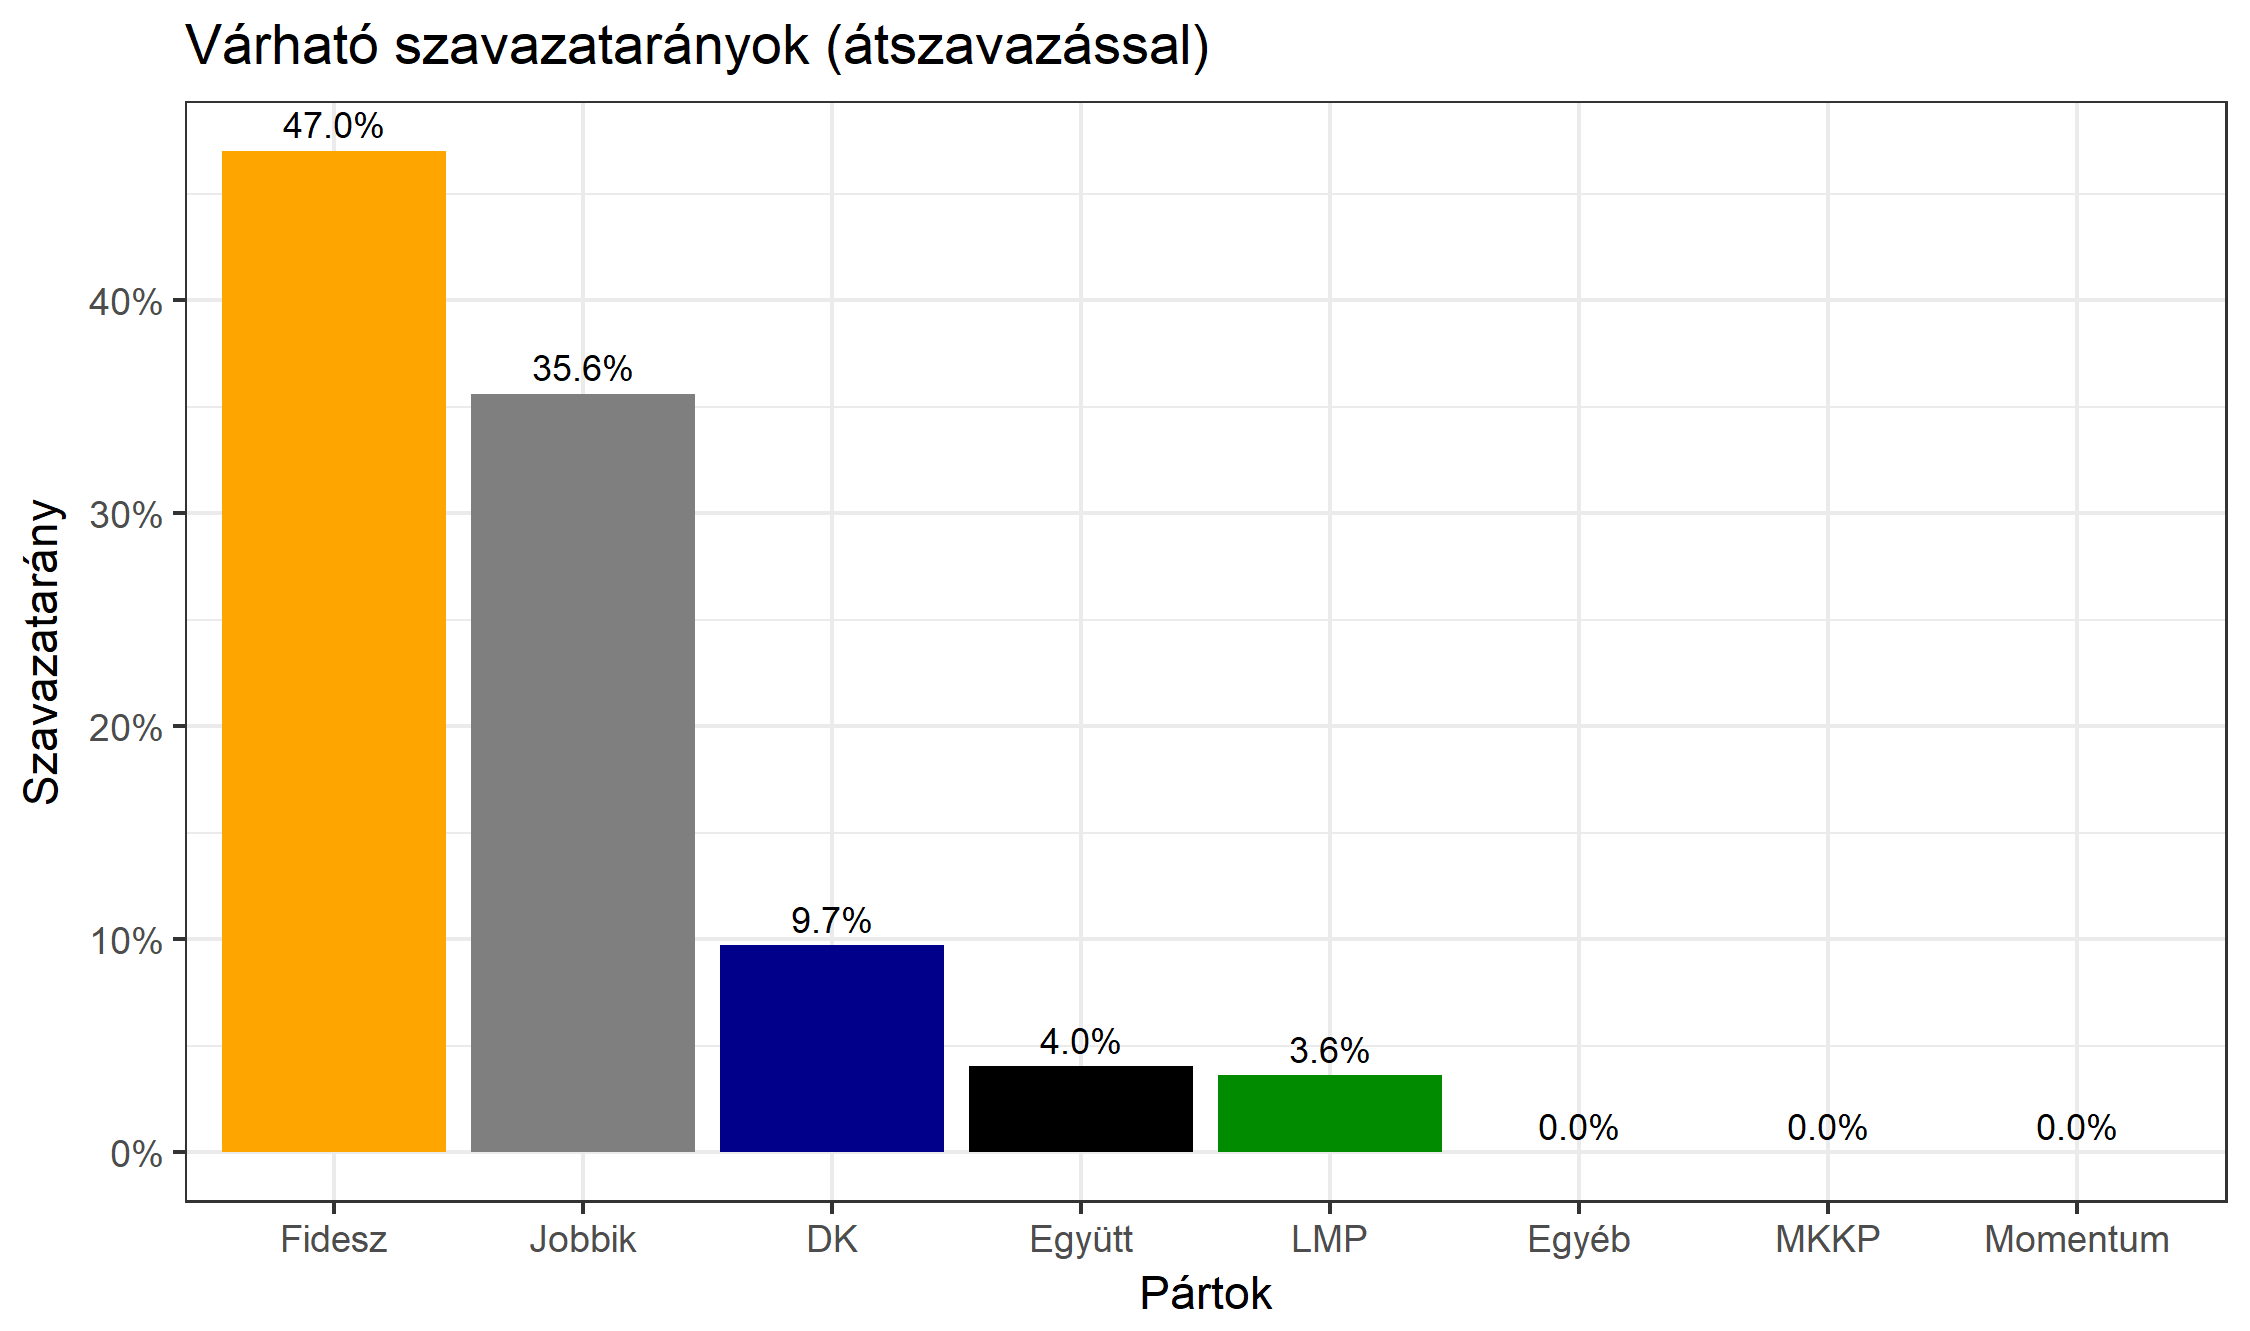 Várható szavazatarányok (átszavazással)
Szavazatarány
40%
30%
20%
10%
0%
47.0%
35.6%
9.7%
4.0%
3.6%
0.0%
0.0%
0.0%
Fidesz
Jobbik
DK
Együtt
LMP
Egyéb
MKKP
Momentum
Pártok